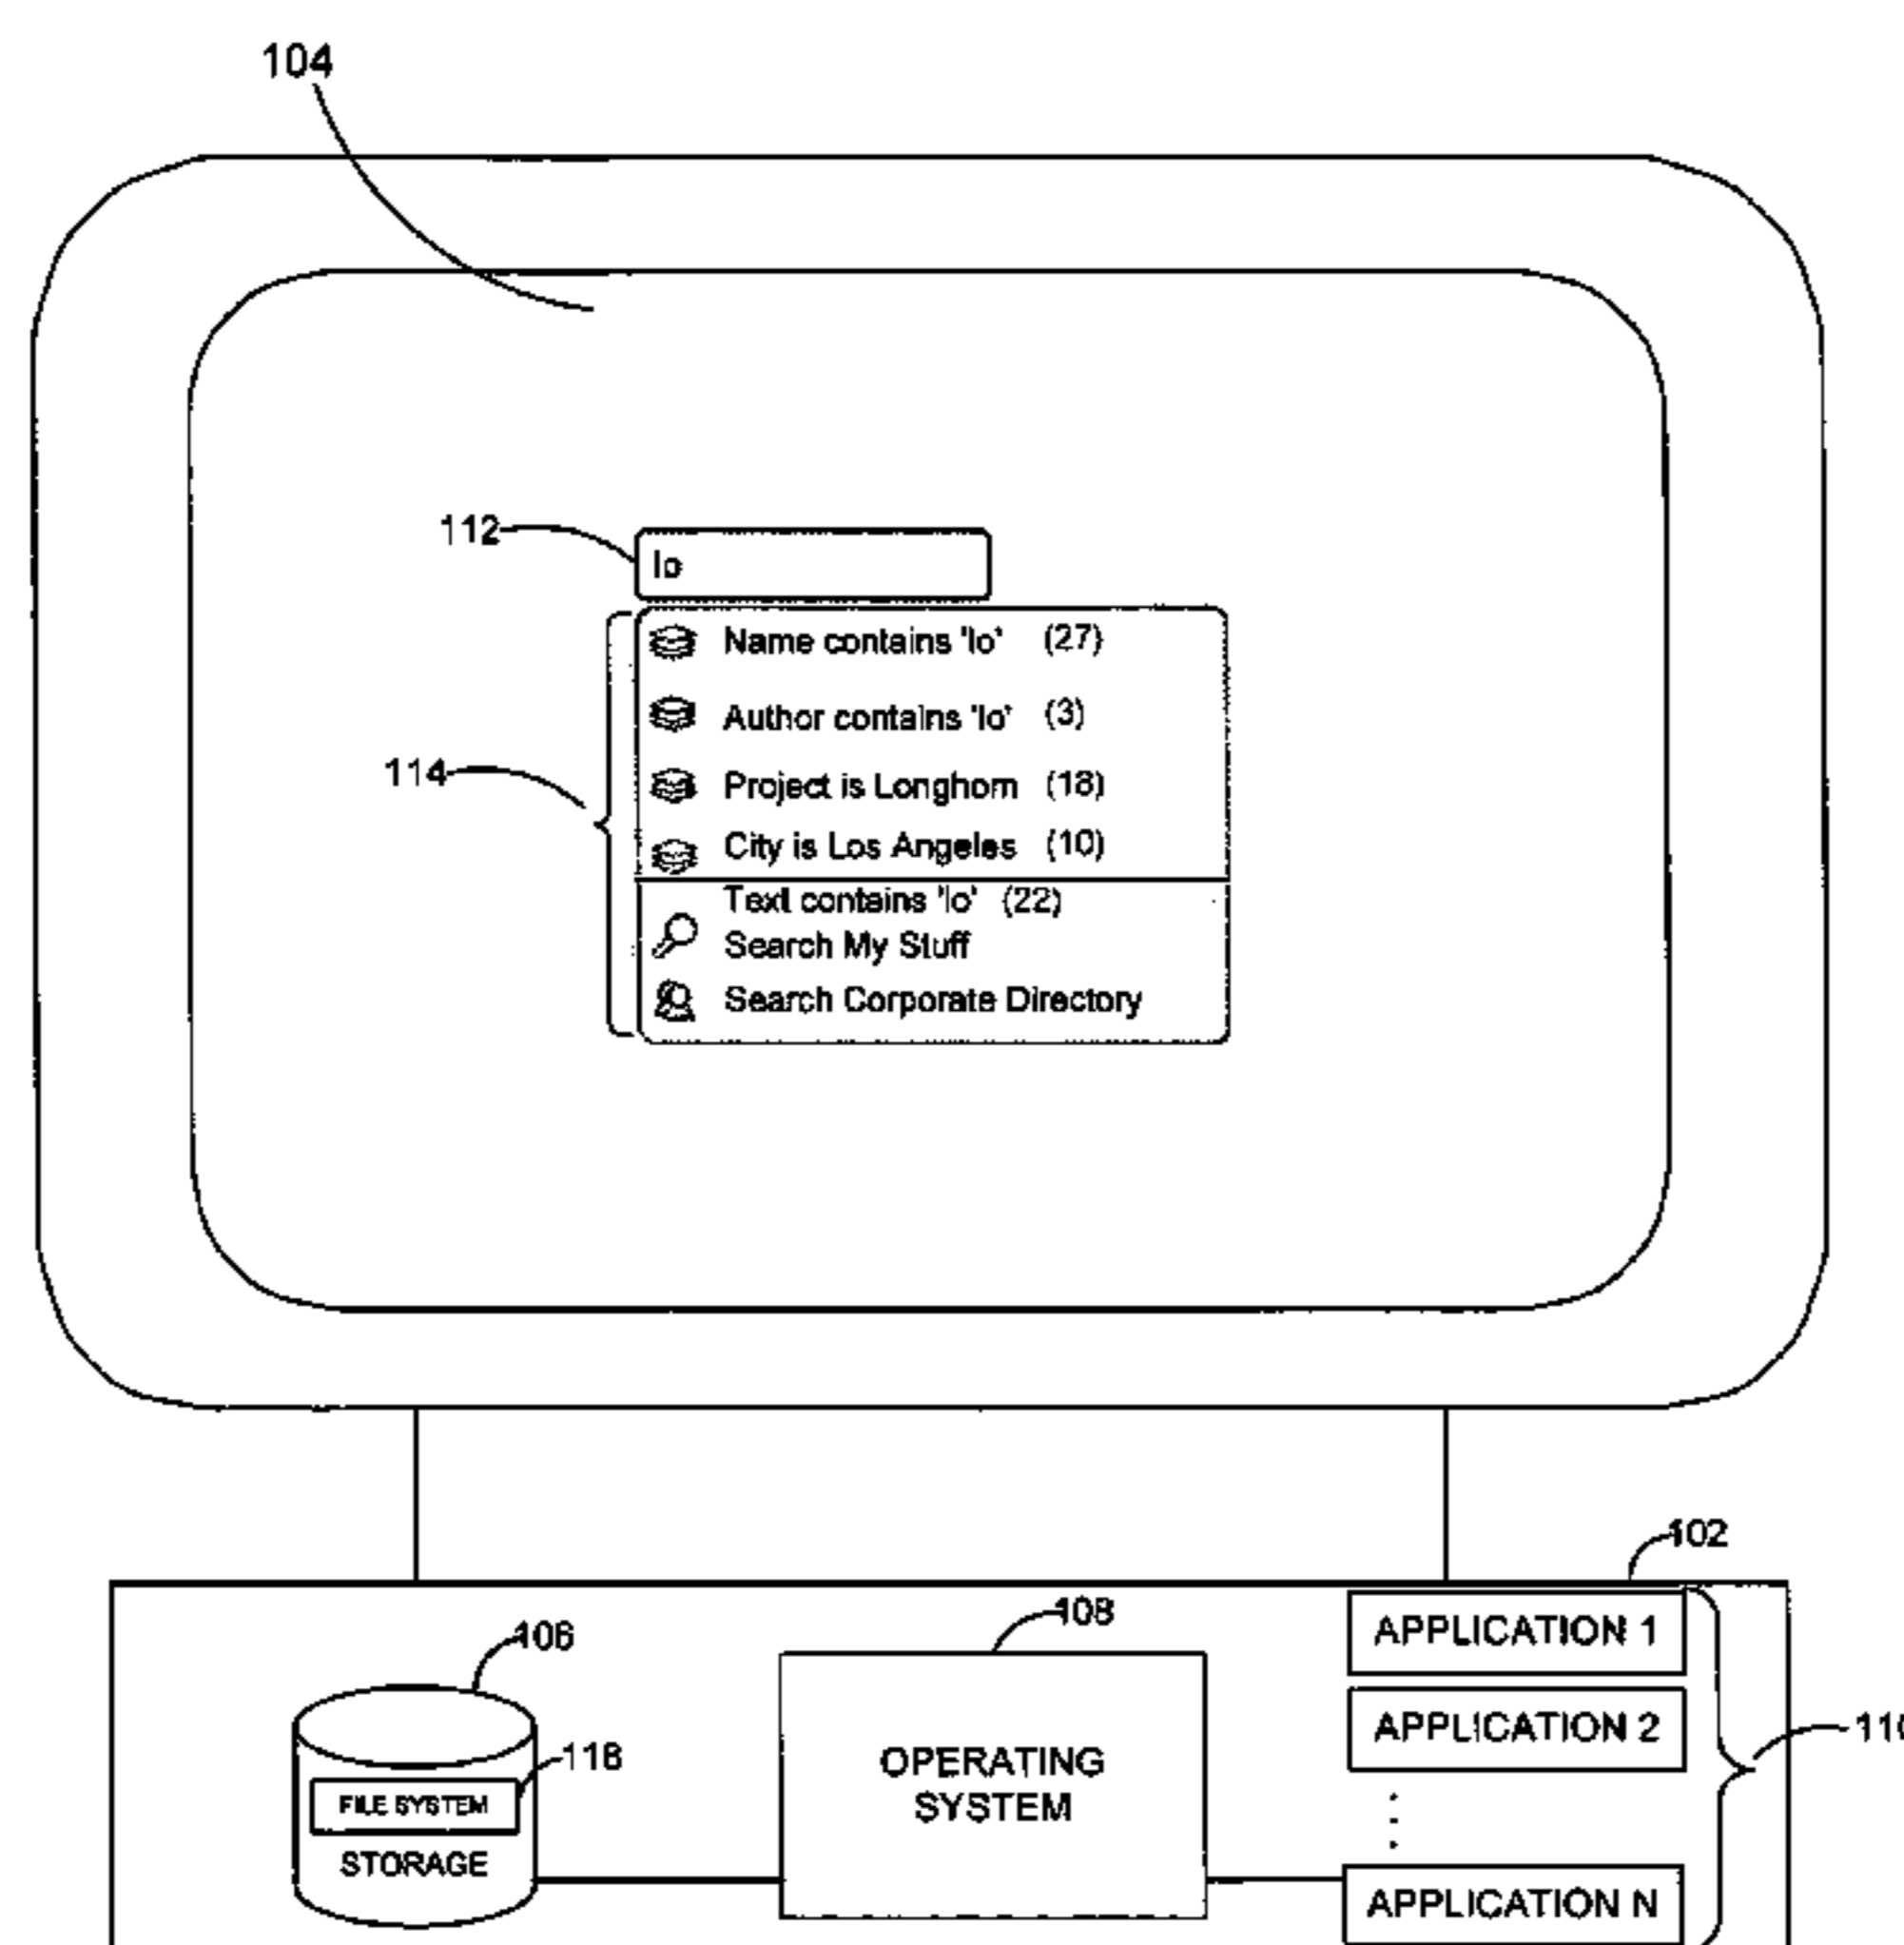 104
112
lo
Name contains 'lo' (27)
Author contains 'lo' (3)
114
Project is Longhorn (18)
City is Los Angeles (10)
Text contains 'lo' (22)
Search My Stuff
Search Corporate Directory
102
106
108
APPLICATION 1
APPLICATION 2
110
118
FILE SYSTEM
STORAGE
OPERATING
SYSTEM
APPLICATION N